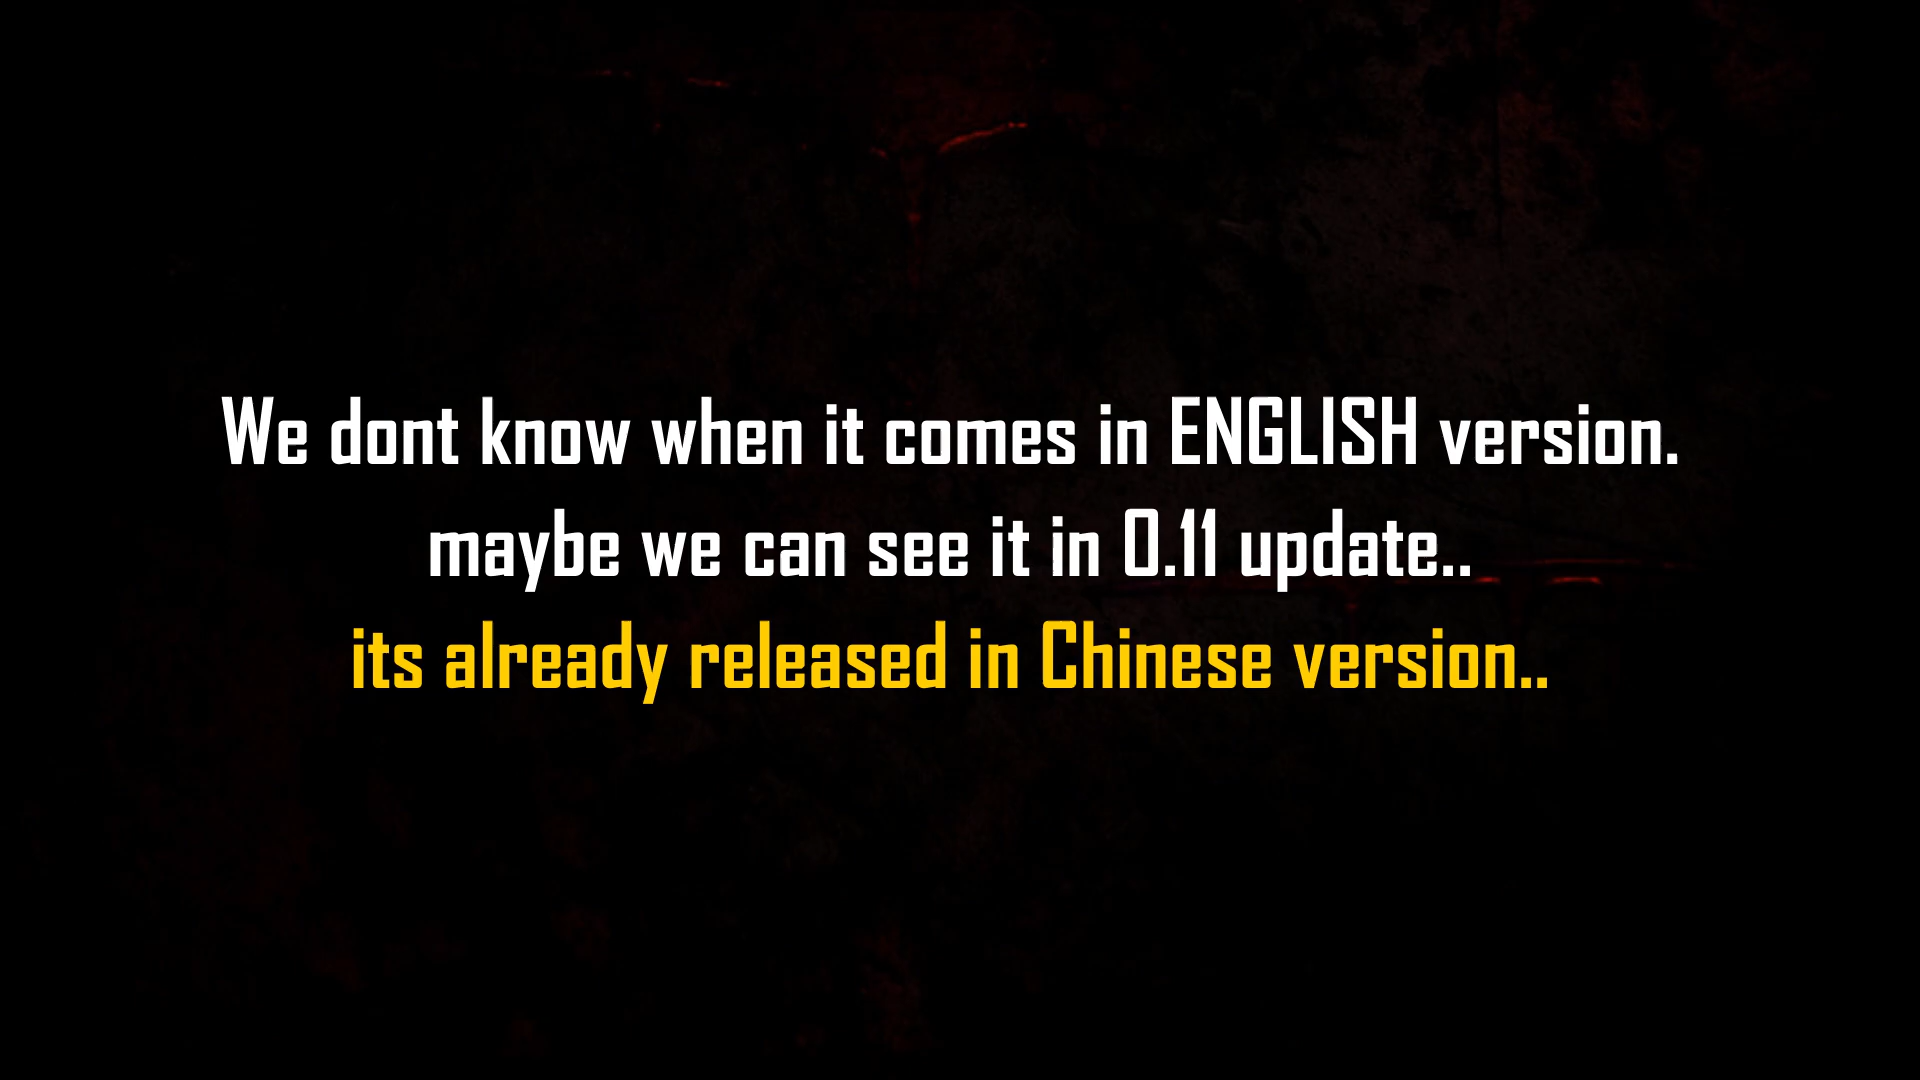 We dont know when it comes in ENGLISH version.
maybe we can see it in 0.11 update..
its already released in Chinese version..